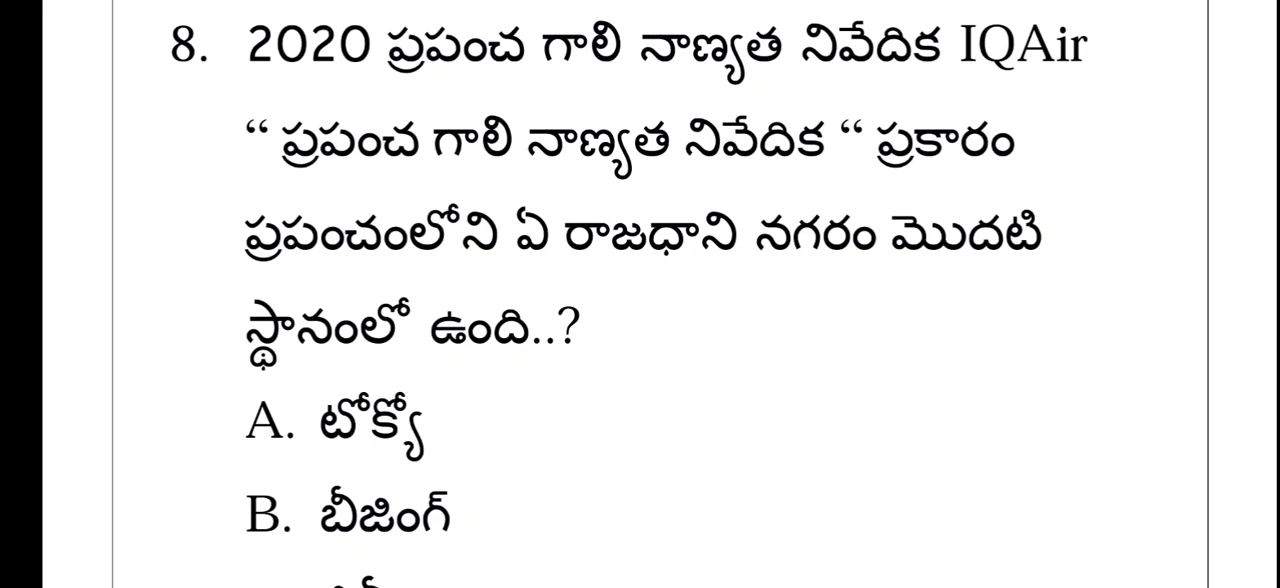 8. 2020 ప్రపంచ గాలి నాణ్యత నివేదిక IQAir
“ ప్రపంచ గాలి నాణ్యత నివేదిక “ ప్రకారం
ప్రపంచంలోని ఏ రాజధాని నగరం మొదటి
స్థానంలో ఉంది..?
A. టోక్యో
B. బీజింగ్